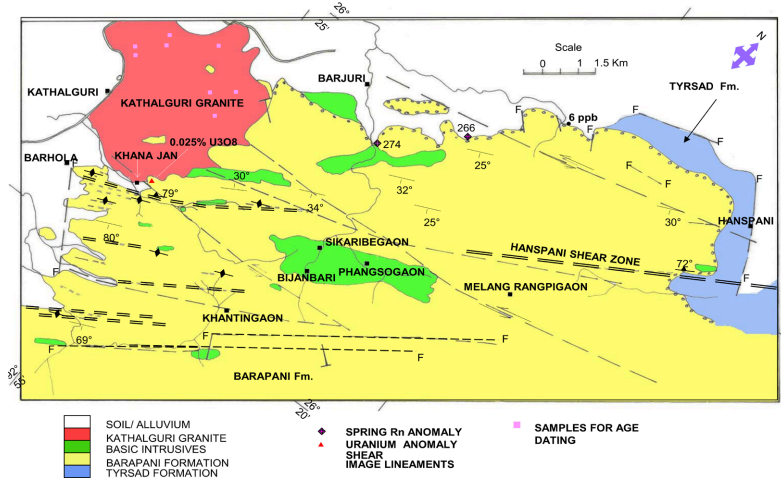 26°
25'
N
Scale
0 1 1.5 Km
TYRSAD Fm.
BARJURI
KATHALGURI
KATHALGURI GRANITE
F
F
6 ppb
F
266
274
F
0.025% U3O8
BARHOLA
F
KHANA JAN
25°
F
F
F
79°
30°
32°
34°
25°
30°
HANSPANI
80°
SIKARIBEGAON
HANSPANI SHEAR ZONE
72°
F
BIJANBARI
PHANGSOGAON
F
MELANG RANGPIGAON
KHANTINGAON
69°
F
F
F
F
BARAPANI Fm.
26°
20'
SOIL/ ALLUVIUM
KATHALGURI GRANITE
BASIC INTRUSIVES
BARAPANI FORMATION
TYRSAD FORMATION
SPRING Rn ANOMALY
URANIUM ANOMALY
SHEAR
IMAGE LINEAMENTS
SAMPLES FOR AGE
DATING